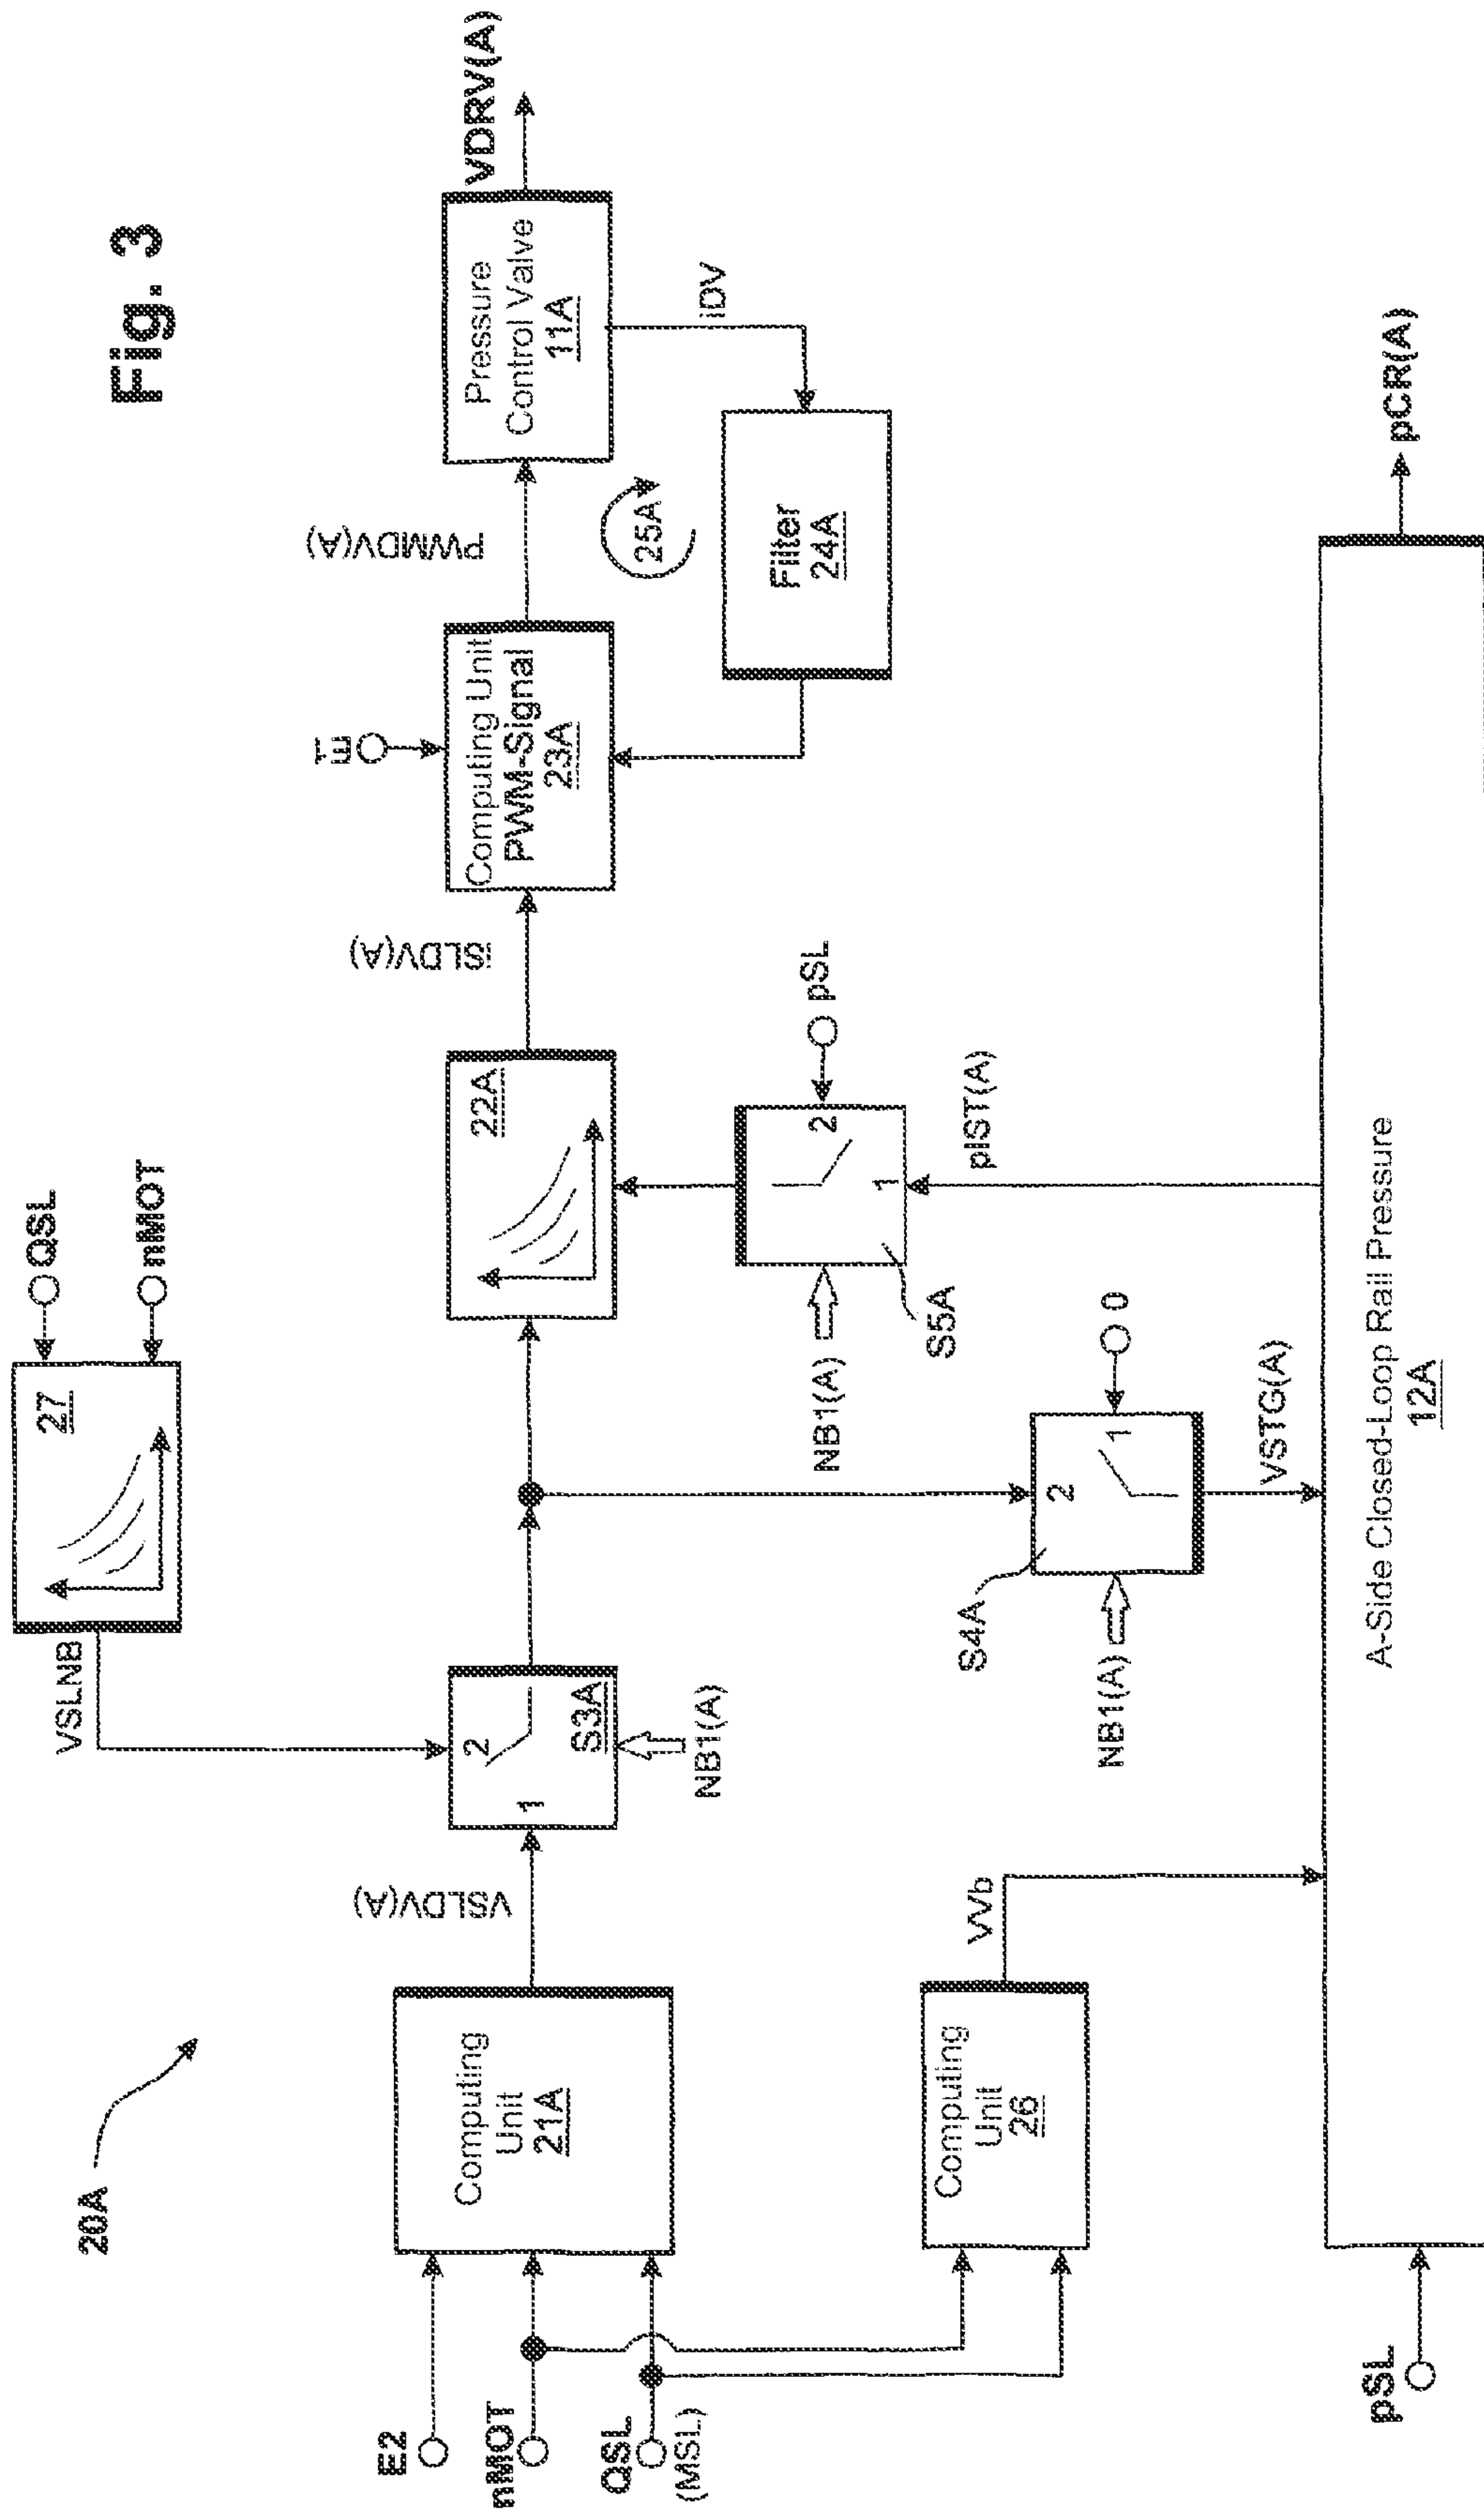 Fig. 3
20A
VSLNB
27
QSL
nMOT
E2
nMOT
QSL
(MSL)
Computing
Unit
21A
VSLDV(A)
1
2
S3A
NB1(A)
22A
iSLDV(A)
E1
Computing Unit
PWM-Signal
23A
PWMDV(A)
Pressure
Control Valve
11A
VDRV(A)
iDV
25A
Filter
24A
NB1(A)
S5A
1
2
pSL
pIST(A)
S4A
NB1(A)
2
1
0
VSTG(A)
Computing
Unit
26
VVb
pSL
A-Side Closed-Loop Rail Pressure
12A
pCR(A)